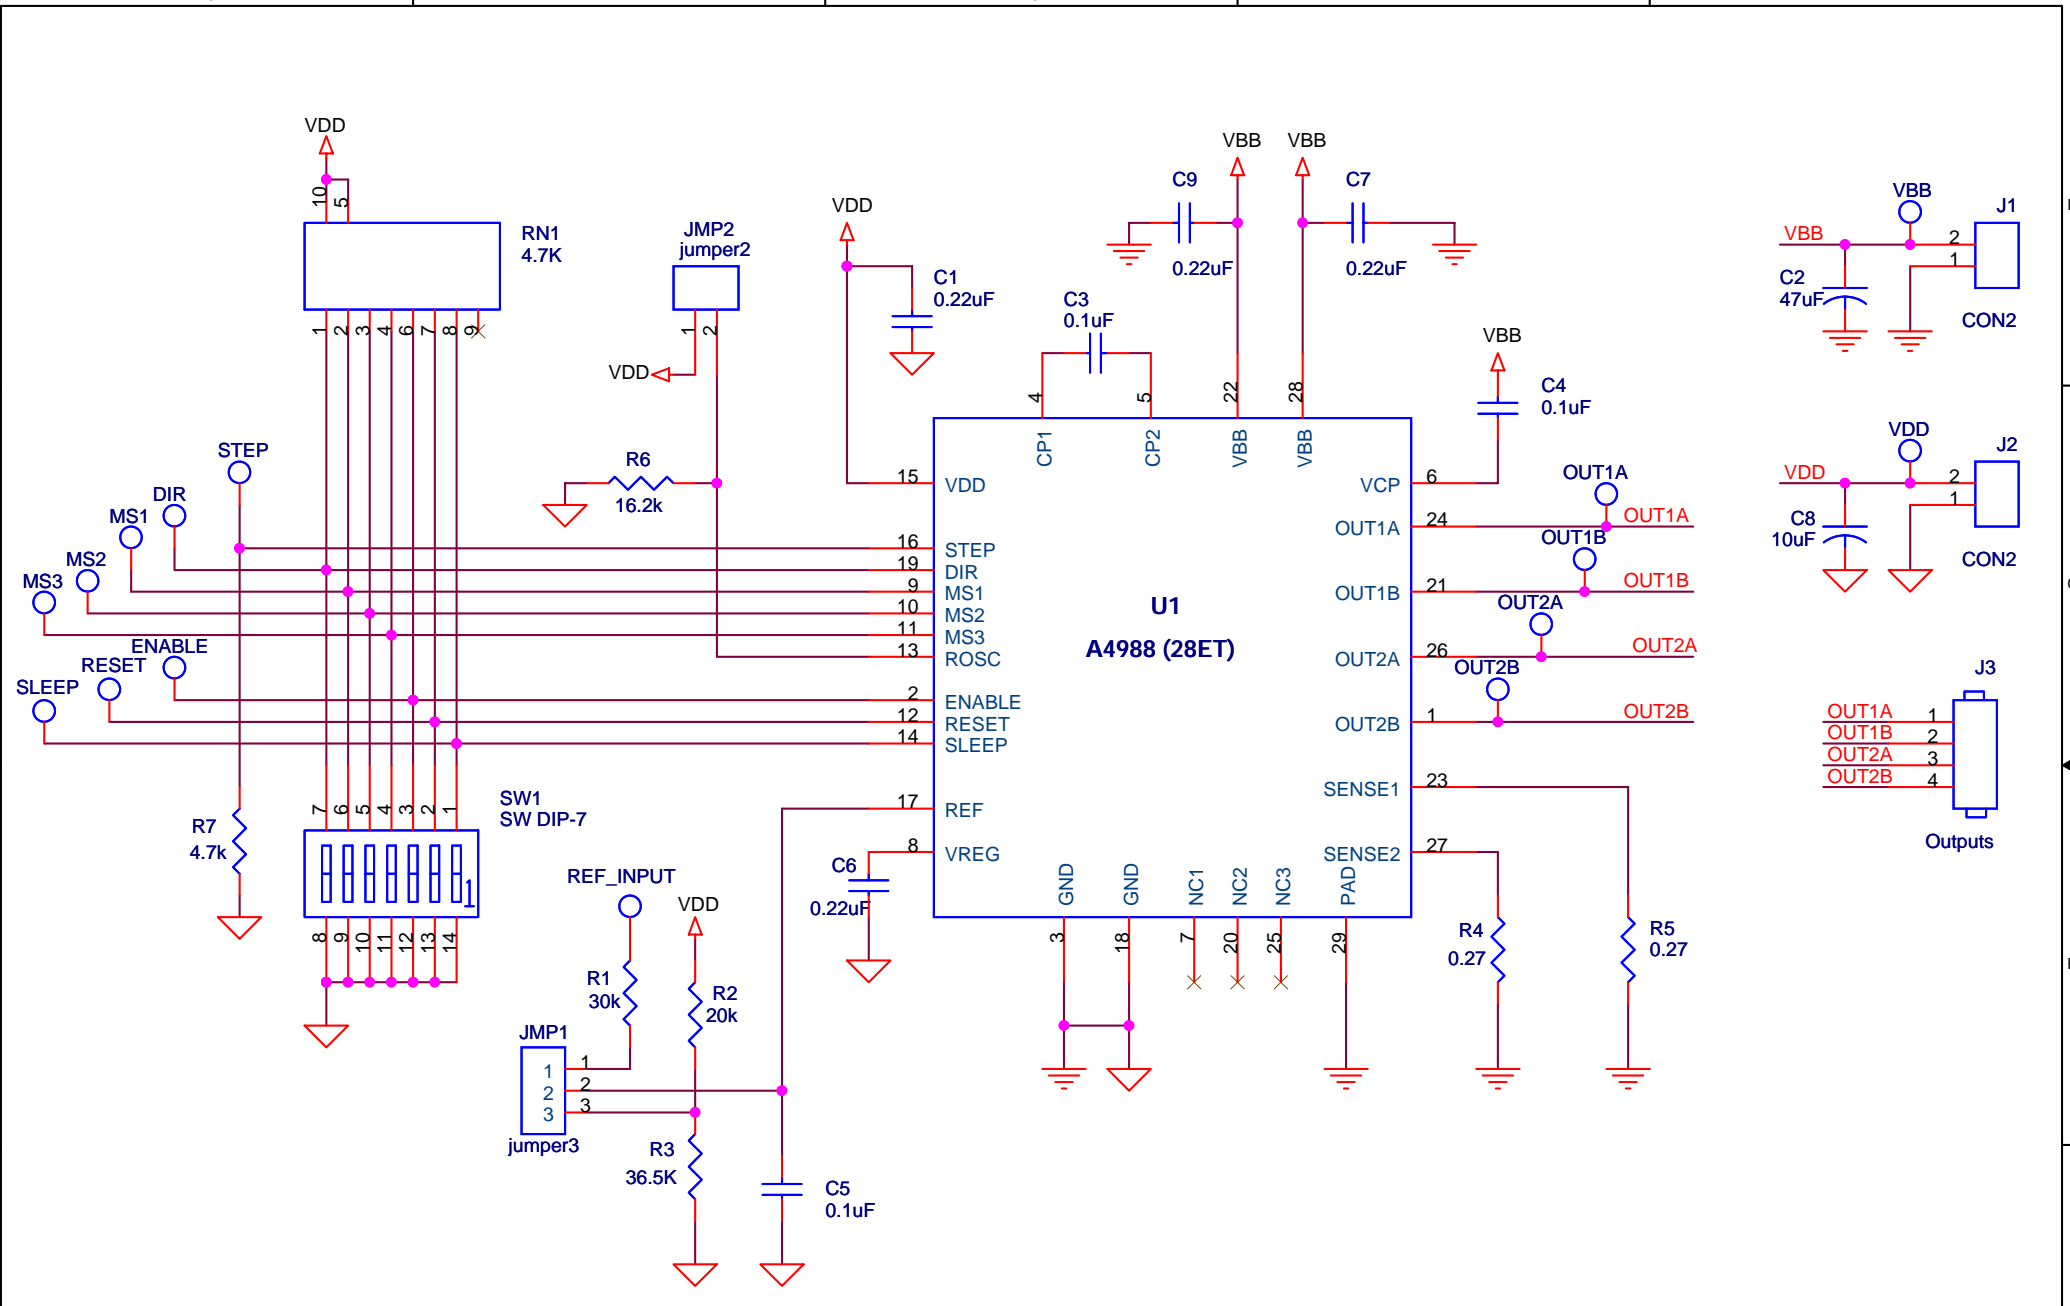 VDD
10
5
RN1
4.7K
1
2
3
4
6
7
8
9
JMP2
jumper2
1
2
VDD
R6
16.2k
VDD
C1
0.22uF
C3
0.1uF
VBB
VBB
C9
0.22uF
C7
0.22uF
VBB
C4
0.1uF
VBB
VBB
C2
47uF
2
1
J1
CON2
VDD
VDD
C8
10uF
2
1
J2
CON2
STEP
DIR
MS1
MS2
MS3
ENABLE
RESET
SLEEP
R7
4.7k
SW1
SW DIP-7
7
6
5
4
3
2
1
1
8
9
10
11
12
13
14
U1
A4988 (28ET)
4
CP1
5
CP2
22
VBB
28
VBB
15
VDD
16
STEP
19
DIR
9
MS1
10
MS2
11
MS3
13
ROSC
2
ENABLE
12
RESET
14
SLEEP
17
REF
8
VREG
VCP
6
OUT1A
24
OUT1B
21
OUT2A
26
OUT2B
1
SENSE1
23
SENSE2
27
GND
3
GND
18
NC1
7
NC2
20
NC3
25
PAD
29
OUT1A
OUT1A
OUT1B
OUT1B
OUT2A
OUT2A
OUT2B
OUT2B
J3
OUT1A
1
OUT1B
2
OUT2A
3
OUT2B
4
Outputs
C6
0.22uF
REF_INPUT
VDD
R1
30k
R2
20k
JMP1
1
2
3
1
2
3
jumper3
R3
36.5K
C5
0.1uF
R4
0.27
R5
0.27